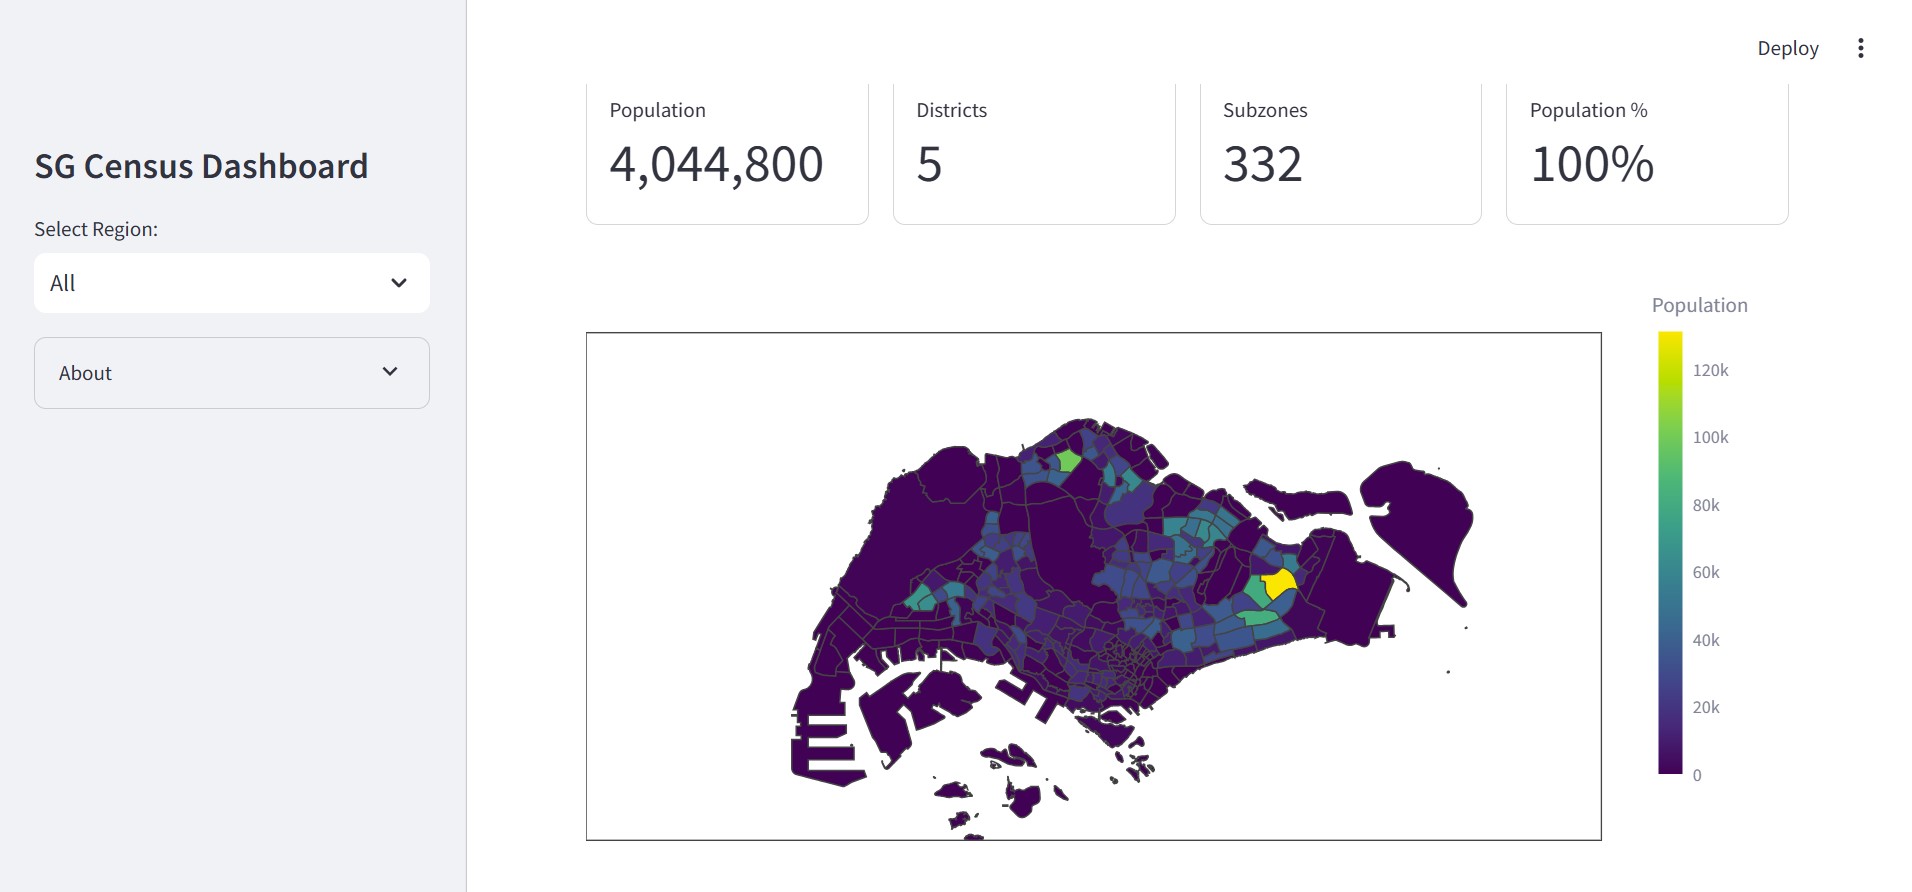 Deploy
SG Census Dashboard
Select Region:
All
About
Population
4,044,800
Districts
5
Subzones
332
Population %
100%
Population
120k
100k
80k
60k
40k
20k
0